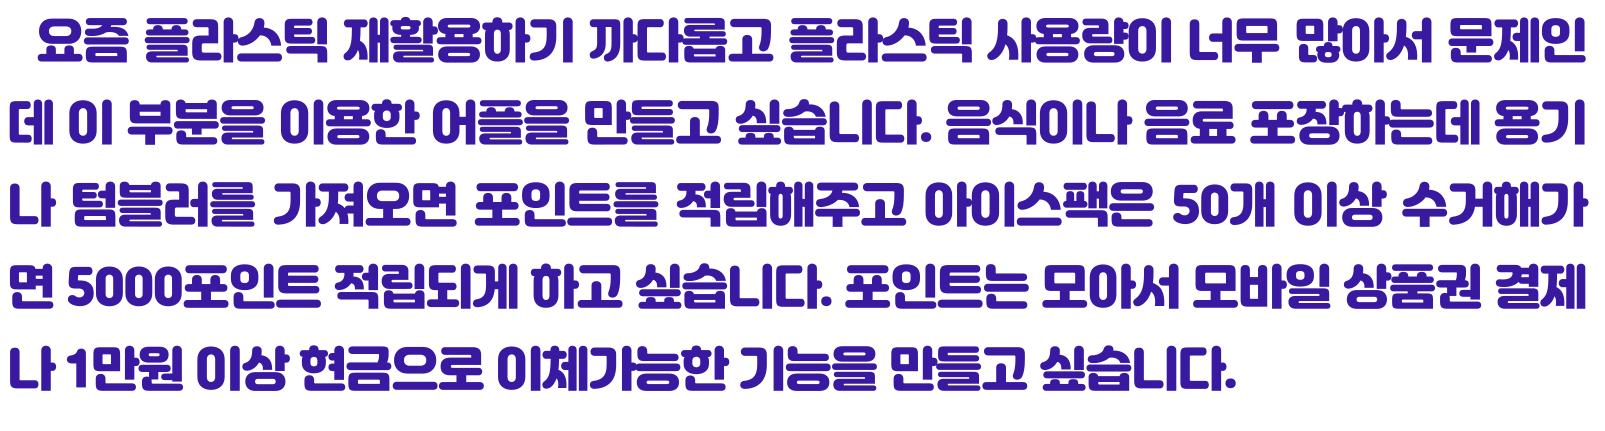 요즘 플라스틱 재활용하기 까다롭고 플라스틱 사용량이 너무 많아서 문제인
데 이 부분을 이용한 어플을 만들고 싶습니다. 음식이나 음료 포장하는데 용기
나 텀블러를 가져오면 포인트를 적립해주고 아이스팩은 50개 이상 수거해가
면 5000포인트 적립되게 하고 싶습니다. 포인트는 모아서 모바일 상품권 결제
나 1만원 이상 현금으로 이체가능한 기능을 만들고 싶습니다.